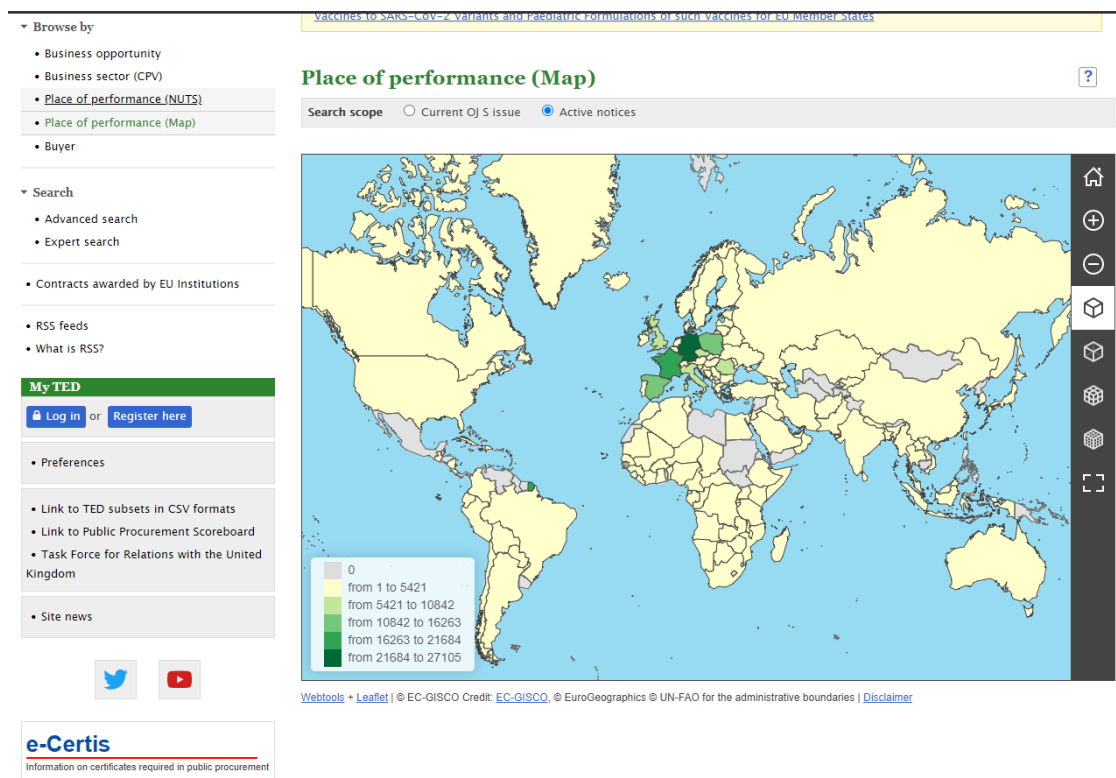 Vaccines to SARS-CoV-2 Variants and Paediatric Formulations of such Vaccines for EU Member States
Browse by
• Business opportunity
• Business sector (CPV)
• Place of performance (NUTS)
• Place of performance (Map)
• Buyer
Search
• Advanced search
• Expert search
• Contracts awarded by EU Institutions
• RSS feeds
• What is RSS?
My TED
Log in or Register here
• Preferences
• Link to TED subsets in CSV formats
• Link to Public Procurement Scoreboard
• Task Force for Relations with the United
Kingdom
• Site news
e-Certis
Information on certificates required in public procurement
Place of performance (Map)
?
Search scope Current OJ S issue Active notices
0
from 1 to 5421
from 5421 to 10842
from 10842 to 16263
from 16263 to 21684
from 21684 to 27105
Webtools + Leaflet | © EC-GISCO Credit: EC-GISCO, © EuroGeographics © UN-FAO for the administrative boundaries | Disclaimer